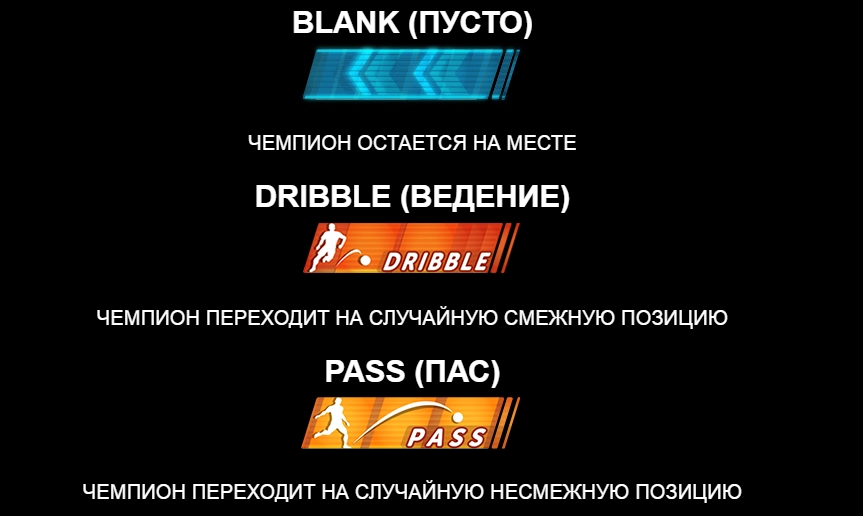 BLANK (ПУСТО)
ЧЕМПИОН ОСТАЕТСЯ НА МЕСТЕ
DRIBBLE (ВЕДЕНИЕ)
DRIBBLE
ЧЕМПИОН ПЕРЕХОДИТ НА СЛУЧАЙНУЮ СМЕЖНУЮ ПОЗИЦИЮ
PASS (ПАС)
PASS
ЧЕМПИОН ПЕРЕХОДИТ НА СЛУЧАЙНУЮ НЕСМЕЖНУЮ ПОЗИЦИЮ